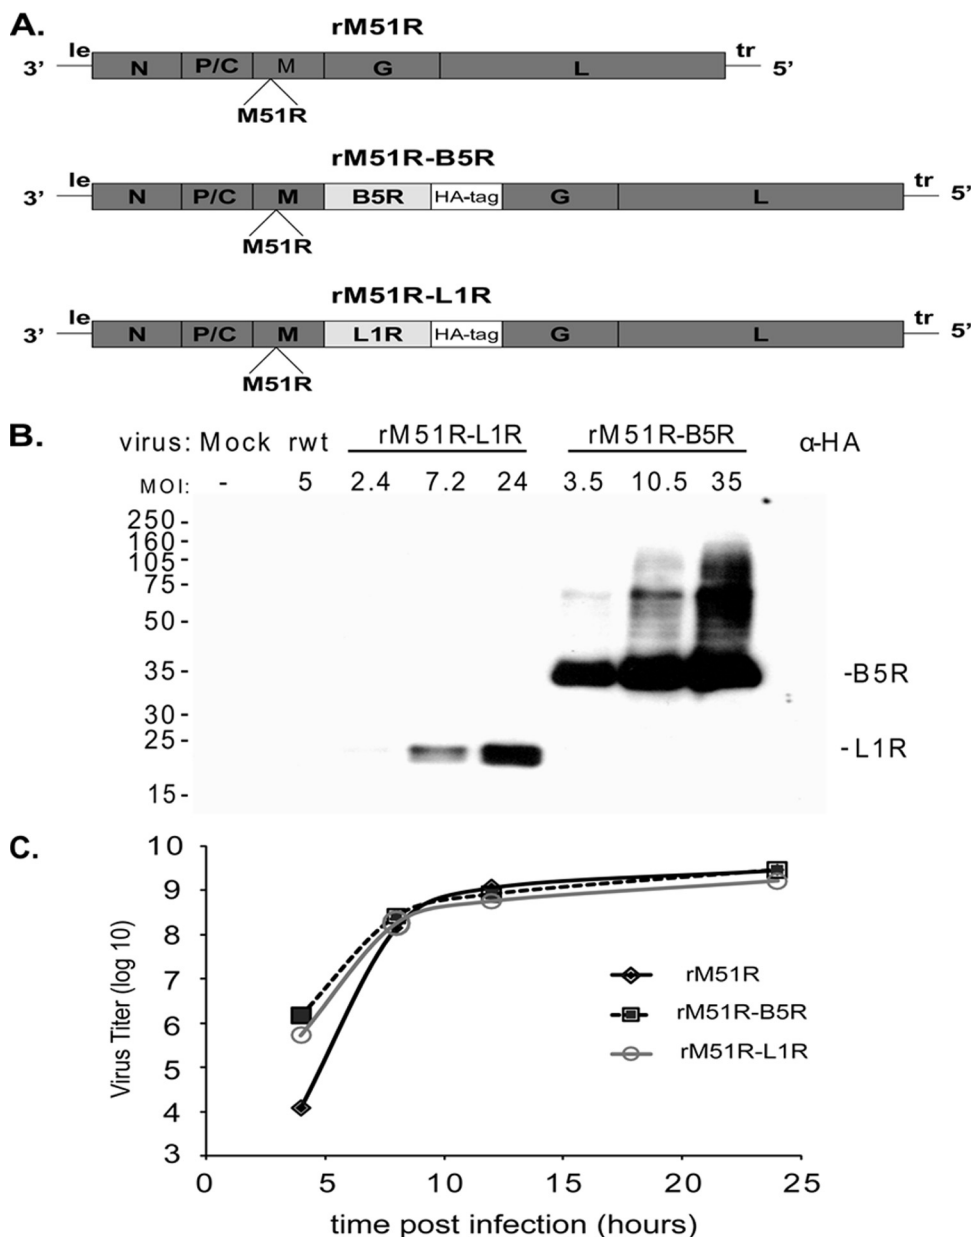 A.
rM51R
le tr
3' N P/C M G L 5'
M51R
rM51R-B5R
le tr
3' N P/C M B5R HA-tag G L 5'
M51R
rM51R-L1R
le tr
3' N P/C M L1R HA-tag G L 5'
M51R
B.
virus: Mock rwt rM51R-L1R rM51R-B5R α-HA
MOI: - 5 2.4 7.2 24 3.5 10.5 35
250-
160-
105-
75-
50-
35- -B5R
30-
25- -L1R
15-
C.
10
9
8
7
6
5
4
3
Virus Titer (log 10)
rM51R
rM51R-B5R
rM51R-L1R
0 5 10 15 20 25
time post infection (hours)